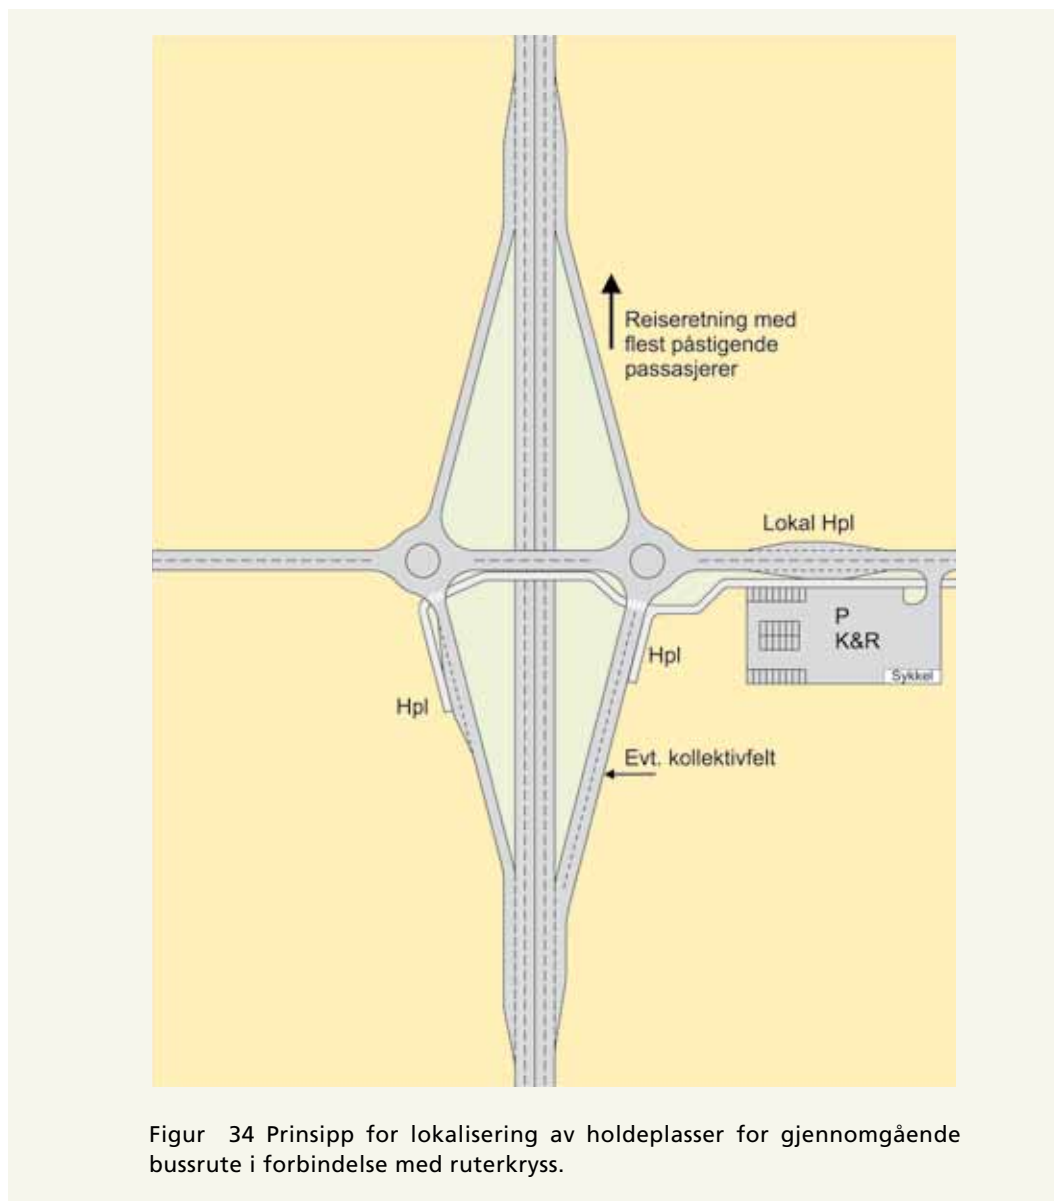 Reiseretning med
flest påstigende
passasjerer
Lokal Hpl
P
K&R
Sykkel
Hpl
Hpl
Evt. kollektivfelt
Figur 34 Prinsipp for lokalisering av holdeplasser for gjennomgående
bussrute i forbindelse med ruterkryss.